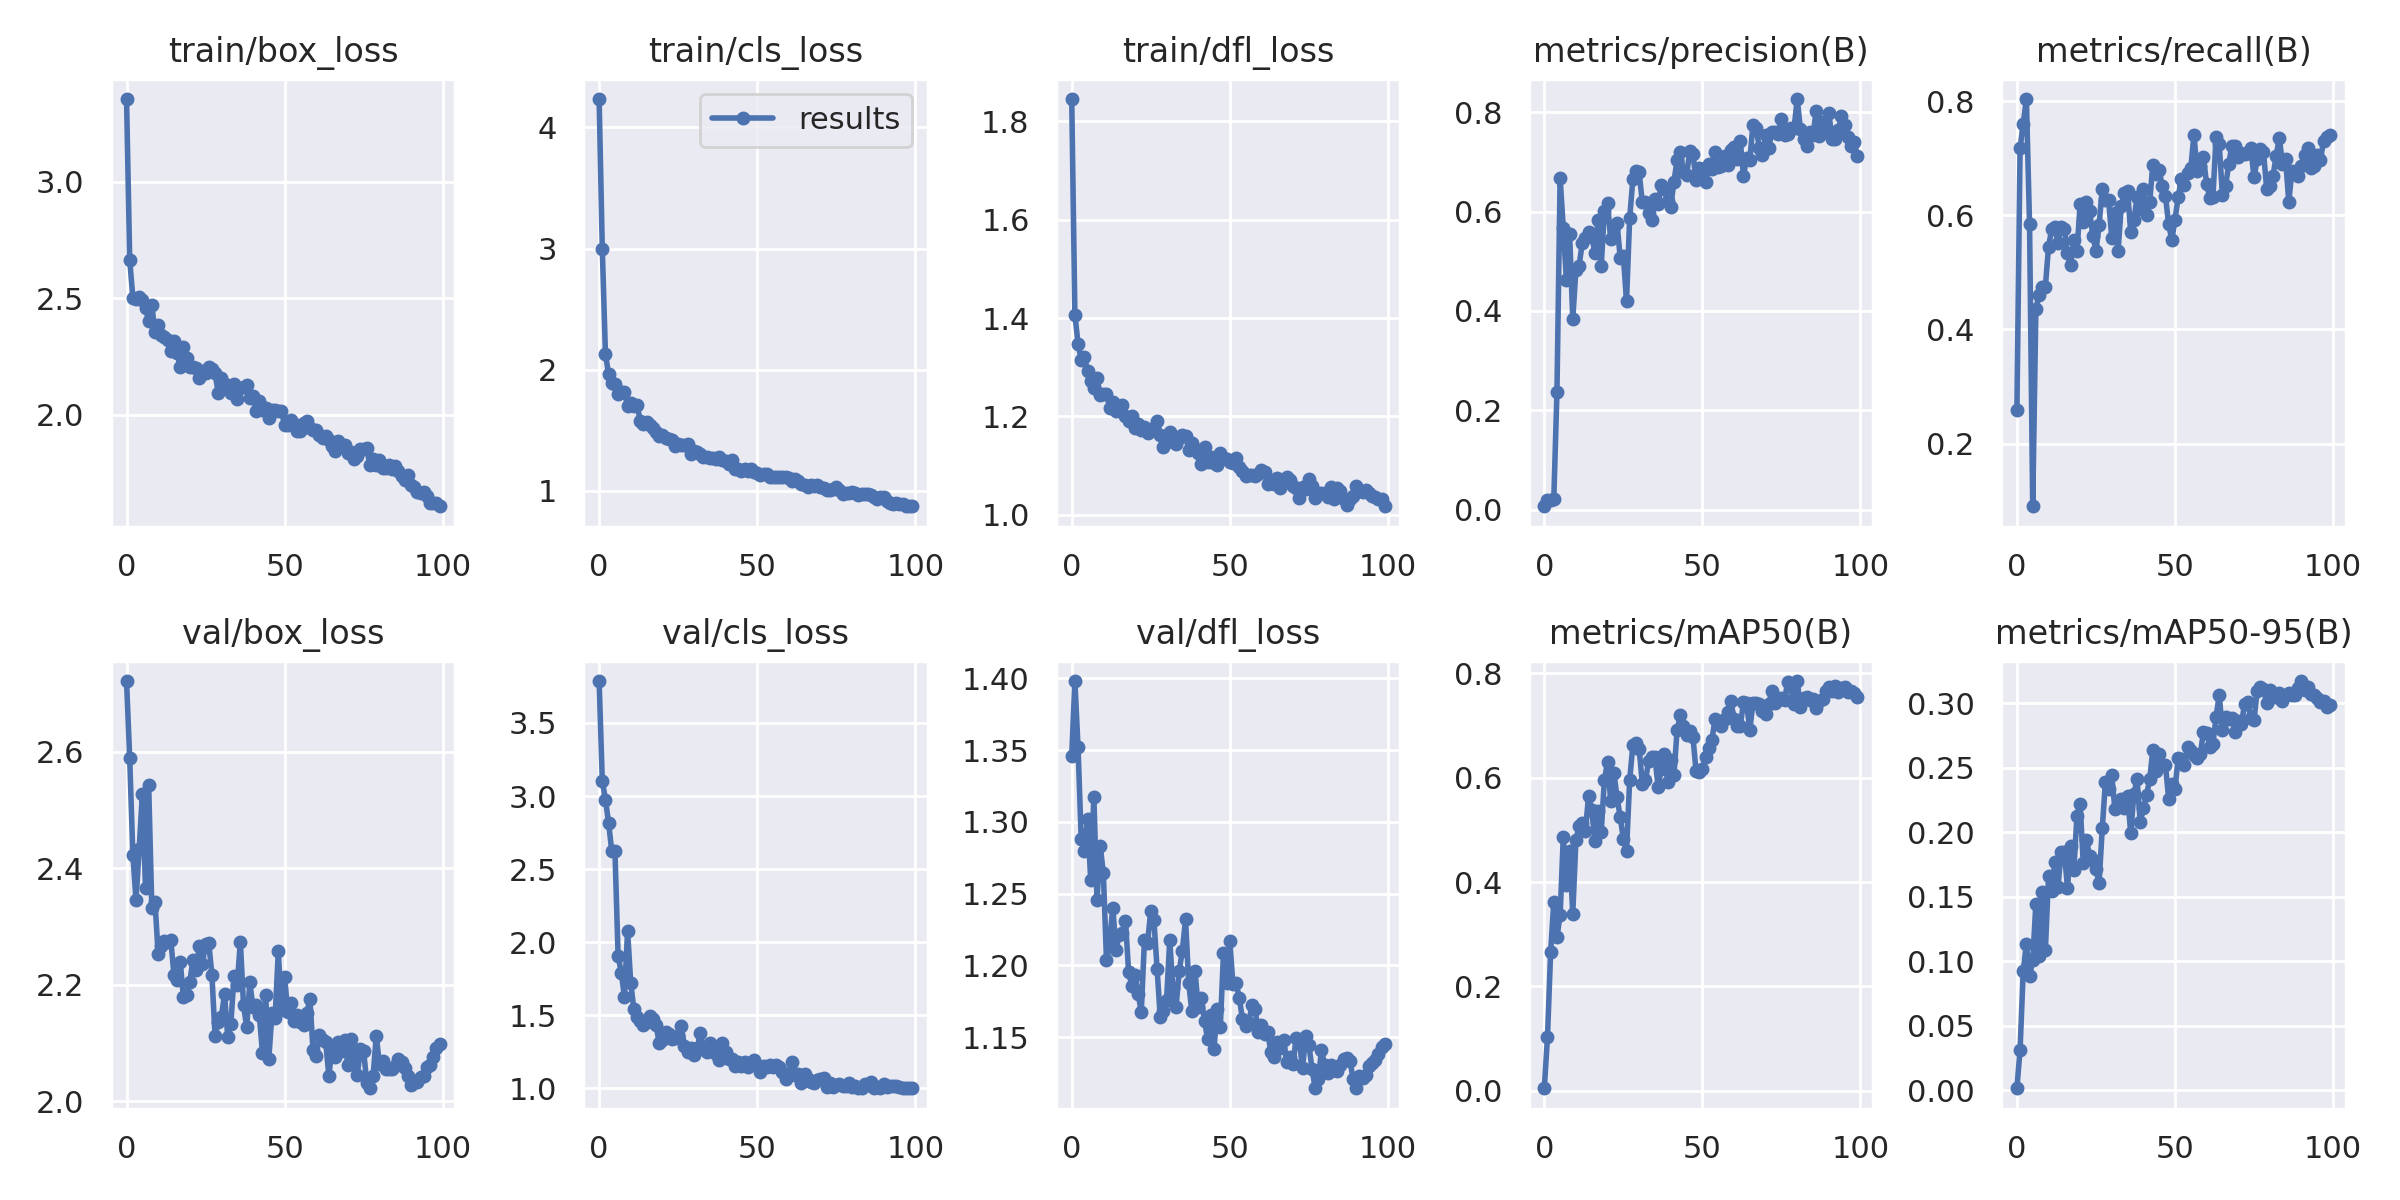 train/box_loss
3.0
2.5
2.0
0 50 100
train/cls_loss
results
4
3
2
1
0 50 100
train/dfl_loss
1.8
1.6
1.4
1.2
1.0
0 50 100
metrics/precision(B)
0.8
0.6
0.4
0.2
0.0
0 50 100
metrics/recall(B)
0.8
0.6
0.4
0.2
0 50 100
val/box_loss
2.6
2.4
2.2
2.0
0 50 100
val/cls_loss
3.5
3.0
2.5
2.0
1.5
1.0
0 50 100
val/dfl_loss
1.40
1.35
1.30
1.25
1.20
1.15
0 50 100
metrics/mAP50(B)
0.8
0.6
0.4
0.2
0.0
0 50 100
metrics/mAP50-95(B)
0.30
0.25
0.20
0.15
0.10
0.05
0.00
0 50 100